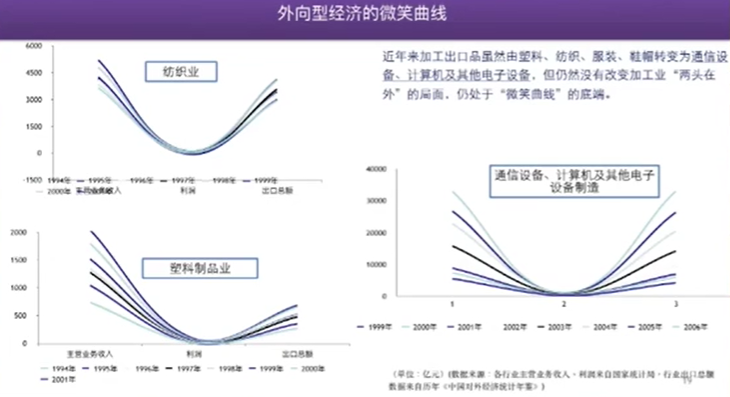 外向型经济的微笑曲线
6000
4500
3000
1500
0
-1500
纺织业
1994年 1995年 1996年 1997年 1998年 1999年
2000年
主营业务收入 利润 出口总额
近年来加工出口品虽然由塑料、纺织、服装、鞋帽转变为通信设
备、计算机及其他电子设备，但仍然没有改变加工业“两头在
外”的局面，仍处于“微笑曲线”的底端。
2000
1500
1000
500
0
塑料制品业
主营业务收入 利润 出口总额
1994年 1995年 1996年 1997年 1998年 1999年 2000年
2001年
40000
30000
20000
10000
0
通信设备、计算机及其他电子
设备制造
1 2 3
1999年 2000年 2001年 2002年 2003年 2004年 2005年 2006年
（单位：亿元）(数据来源：各行业主营业务收入、利润来自国家统计局，行业出口总额
数据来自历年《中国对外经济统计年鉴》)
19